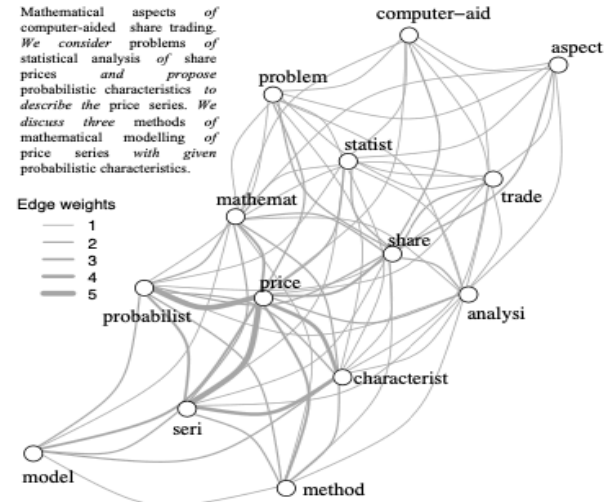 Mathematical aspects of
computer-aided share trading.
We consider problems of
statistical analysis of share
prices and propose
probabilistic characteristics to
describe the price series. We
discuss three methods of
mathematical modelling of
price series with given
probabilistic characteristics.
Edge weights
1
2
3
4
5
computer–aid
aspect
problem
statist
trade
mathemat
share
price
probabilist
analysi
characterist
seri
model
method